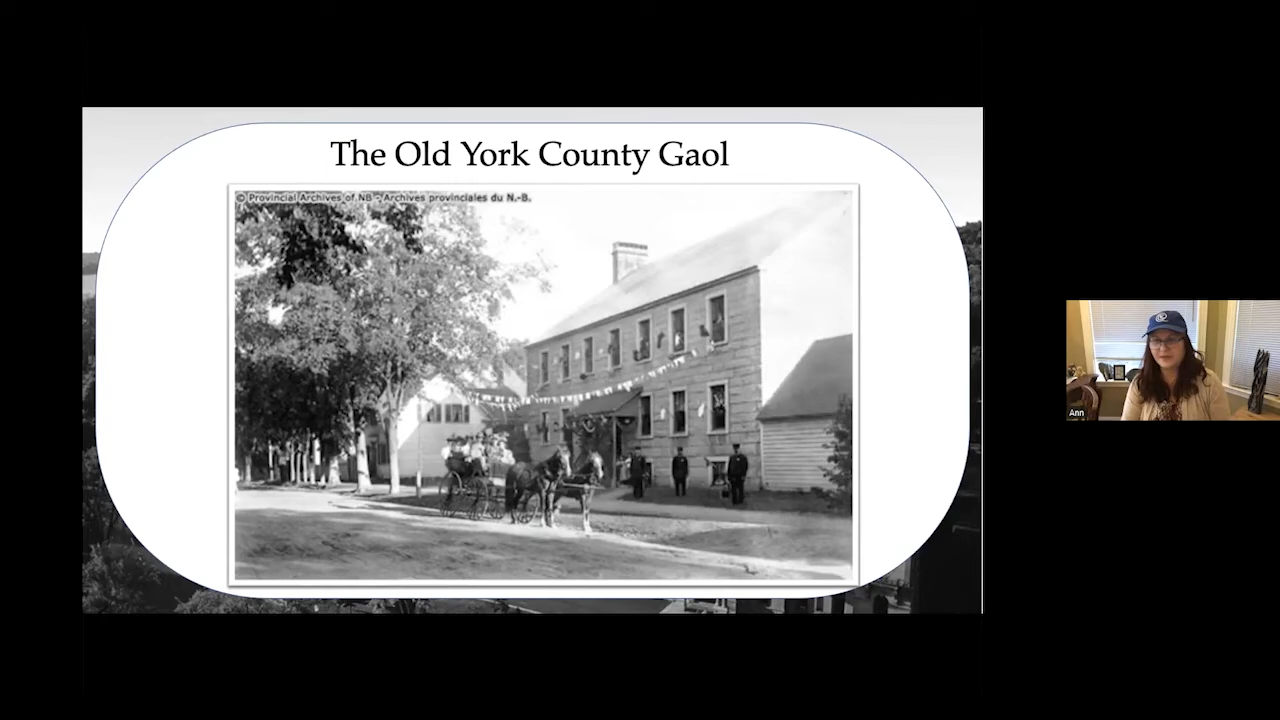 The Old York County Gaol
© Provincial Archives of NB - Archives provinciales du N.-B.
Ann